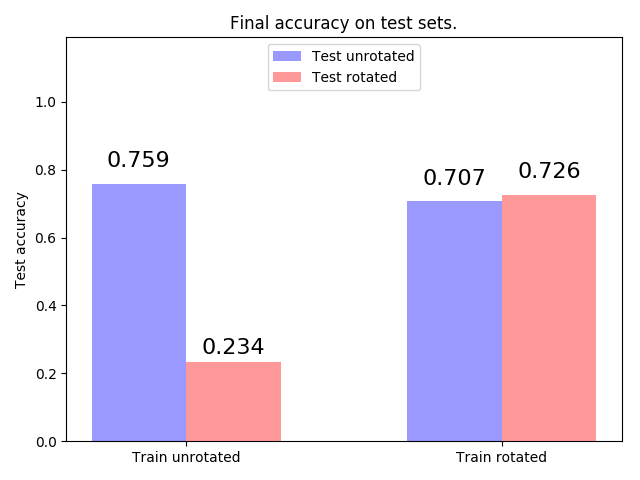 Final accuracy on test sets.
Test unrotated
Test rotated
Test accuracy
1.0
0.8
0.6
0.4
0.2
0.0
0.759
0.234
0.707
0.726
Train unrotated
Train rotated